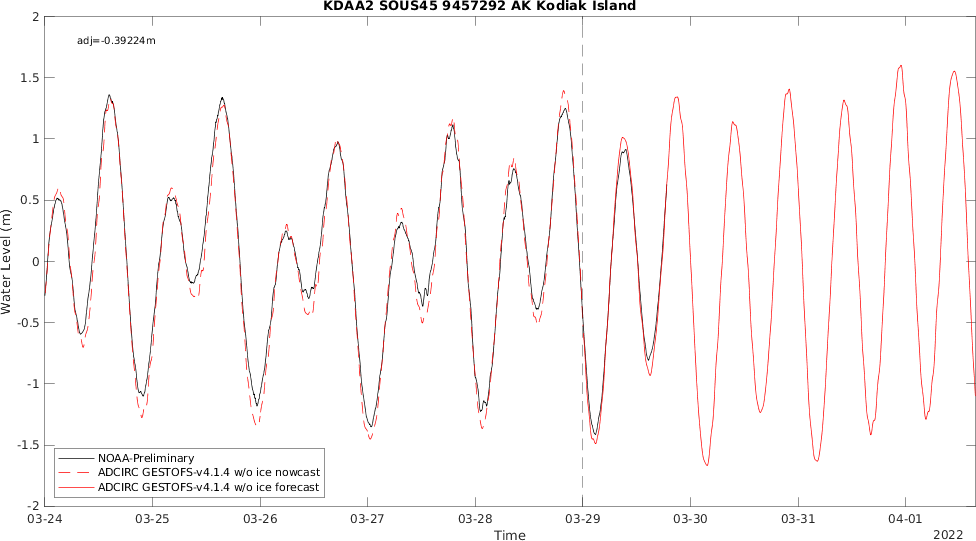 KDAA2 SOUS45 9457292 AK Kodiak Island
adj=-0.39224m
2
1.5
1
0.5
0
-0.5
-1
-1.5
-2
Water Level (m)
NOAA-Preliminary
ADCIRC GESTOFS-v4.1.4 w/o ice nowcast
ADCIRC GESTOFS-v4.1.4 w/o ice forecast
03-24 03-25 03-26 03-27 03-28 03-29 03-30 03-31 04-01
Time
2022